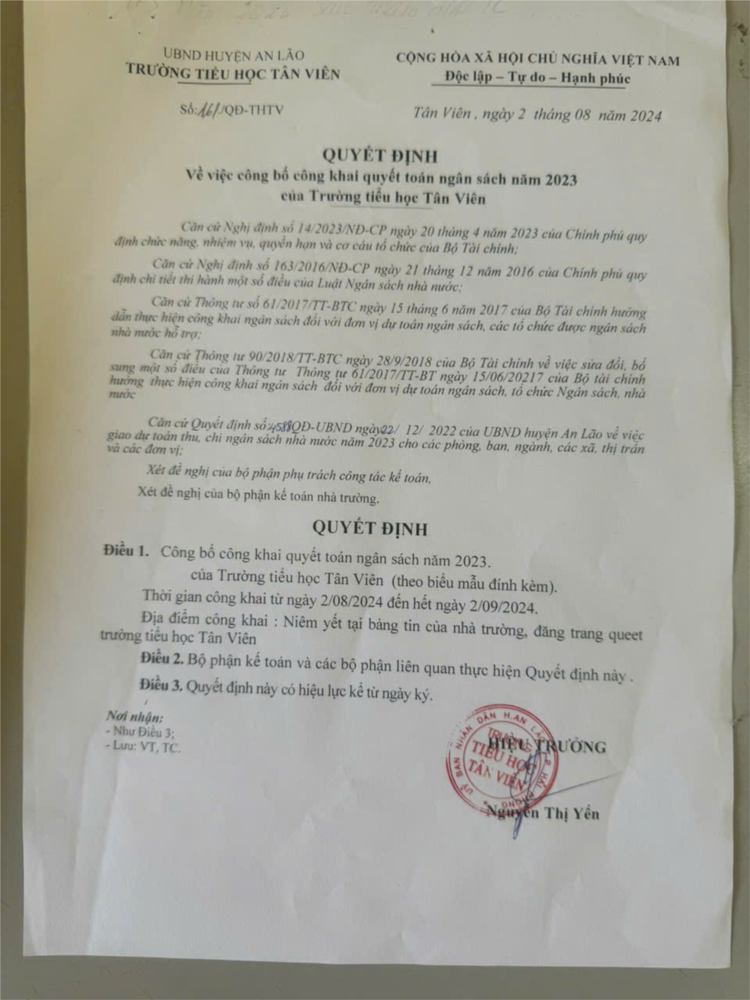 UBND HUYỆN AN LÃO
TRƯỜNG TIỂU HỌC TÂN VIÊN
CỘNG HÒA XÃ HỘI CHỦ NGHĨA VIỆT NAM
Độc lập – Tự do – Hạnh phúc
Số: 161/QĐ-THTV
Tân Viên , ngày 2 tháng 08 năm 2024
QUYẾT ĐỊNH
Về việc công bố công khai quyết toán ngân sách năm 2023
của Trường tiểu học Tân Viên
Căn cứ Nghị định số 14/2023/NĐ-CP ngày 20 tháng 4 năm 2023 của Chính phủ quy
định chức năng, nhiệm vụ, quyền hạn và cơ cấu tổ chức của Bộ Tài chính;
Căn cứ Nghị định số 163/2016/NĐ-CP ngày 21 tháng 12 năm 2016 của Chính phủ quy
định chi tiết thi hành một số điều của Luật Ngân sách nhà nước;
Căn cứ Thông tư số 61/2017/TT-BTC ngày 15 tháng 6 năm 2017 của Bộ Tài chính hướng
dẫn thực hiện công khai ngân sách đối với đơn vị dự toán ngân sách, các tổ chức được ngân sách
nhà nước hỗ trợ;
Căn cứ Thông tư 90/2018/TT-BTC ngày 28/9/2018 của Bộ Tài chính về việc sửa đổi, bổ
sung một số điều của Thông tư Thông tư 61/2017/TT-BT ngày 15/06/20217 của Bộ tài chính
hướng thực hiện công khai ngân sách đối với đơn vị dự toán ngân sách, tổ chức Ngân sách, nhà
nước
Căn cứ Quyết định số: 4588QĐ-UBND ngày22/ 12/ 2022 của UBND huyện An Lão về việc
giao dự toán thu, chi ngân sách nhà nước năm 2023 cho các phòng, ban, ngành, các xã, thị trấn
và các đơn vị;
Xét đề nghị của bộ phận phụ trách công tác kế toán,
Xét đề nghị của bộ phận kế toán nhà trường.
QUYẾT ĐỊNH
Điều 1. Công bố công khai quyết toán ngân sách năm 2023.
của Trường tiểu học Tân Viên (theo biểu mẫu đính kèm).
Thời gian công khai từ ngày 2/08/2024 đến hết ngày 2/09/2024.
Địa điểm công khai : Niêm yết tại bảng tin của nhà trường, đăng trang queet
trường tiểu học Tân Viên
Điều 2. Bộ phận kế toán và các bộ phận liên quan thực hiện Quyết định này .
Điều 3. Quyết định này có hiệu lực kể từ ngày ký.
Nơi nhận:
- Như Điều 3;
- Lưu: VT, TC.
HIỆU TRƯỞNG
ỦY BAN NHÂN DÂN H.AN LÃO T.P HẢI PHÒNG
TRƯỜNG
TIỂU HỌC
TÂN VIÊN
Nguyễn Thị Yến